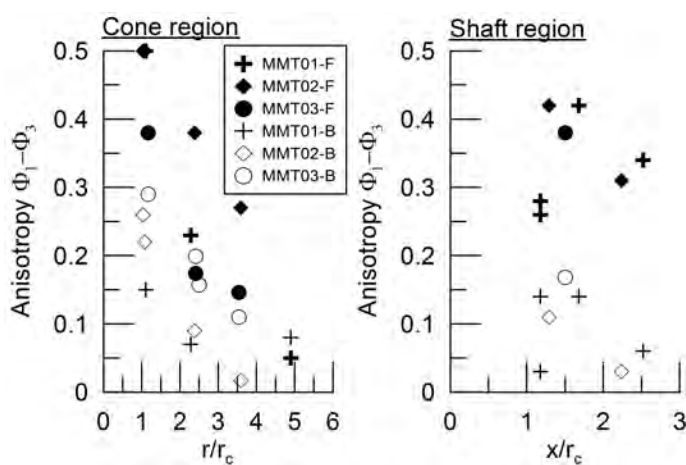 Cone region
Shaft region
0.5
0.4
0.3
0.2
0.1
0
Anisotropy Φ₁–Φ₃
MMT01-F
MMT02-F
MMT03-F
MMT01-B
MMT02-B
MMT03-B
0 1 2 3 4 5 6
r/r_c
0.5
0.4
0.3
0.2
0.1
0
Anisotropy Φ₁–Φ₃
0 1 2 3
x/r_c